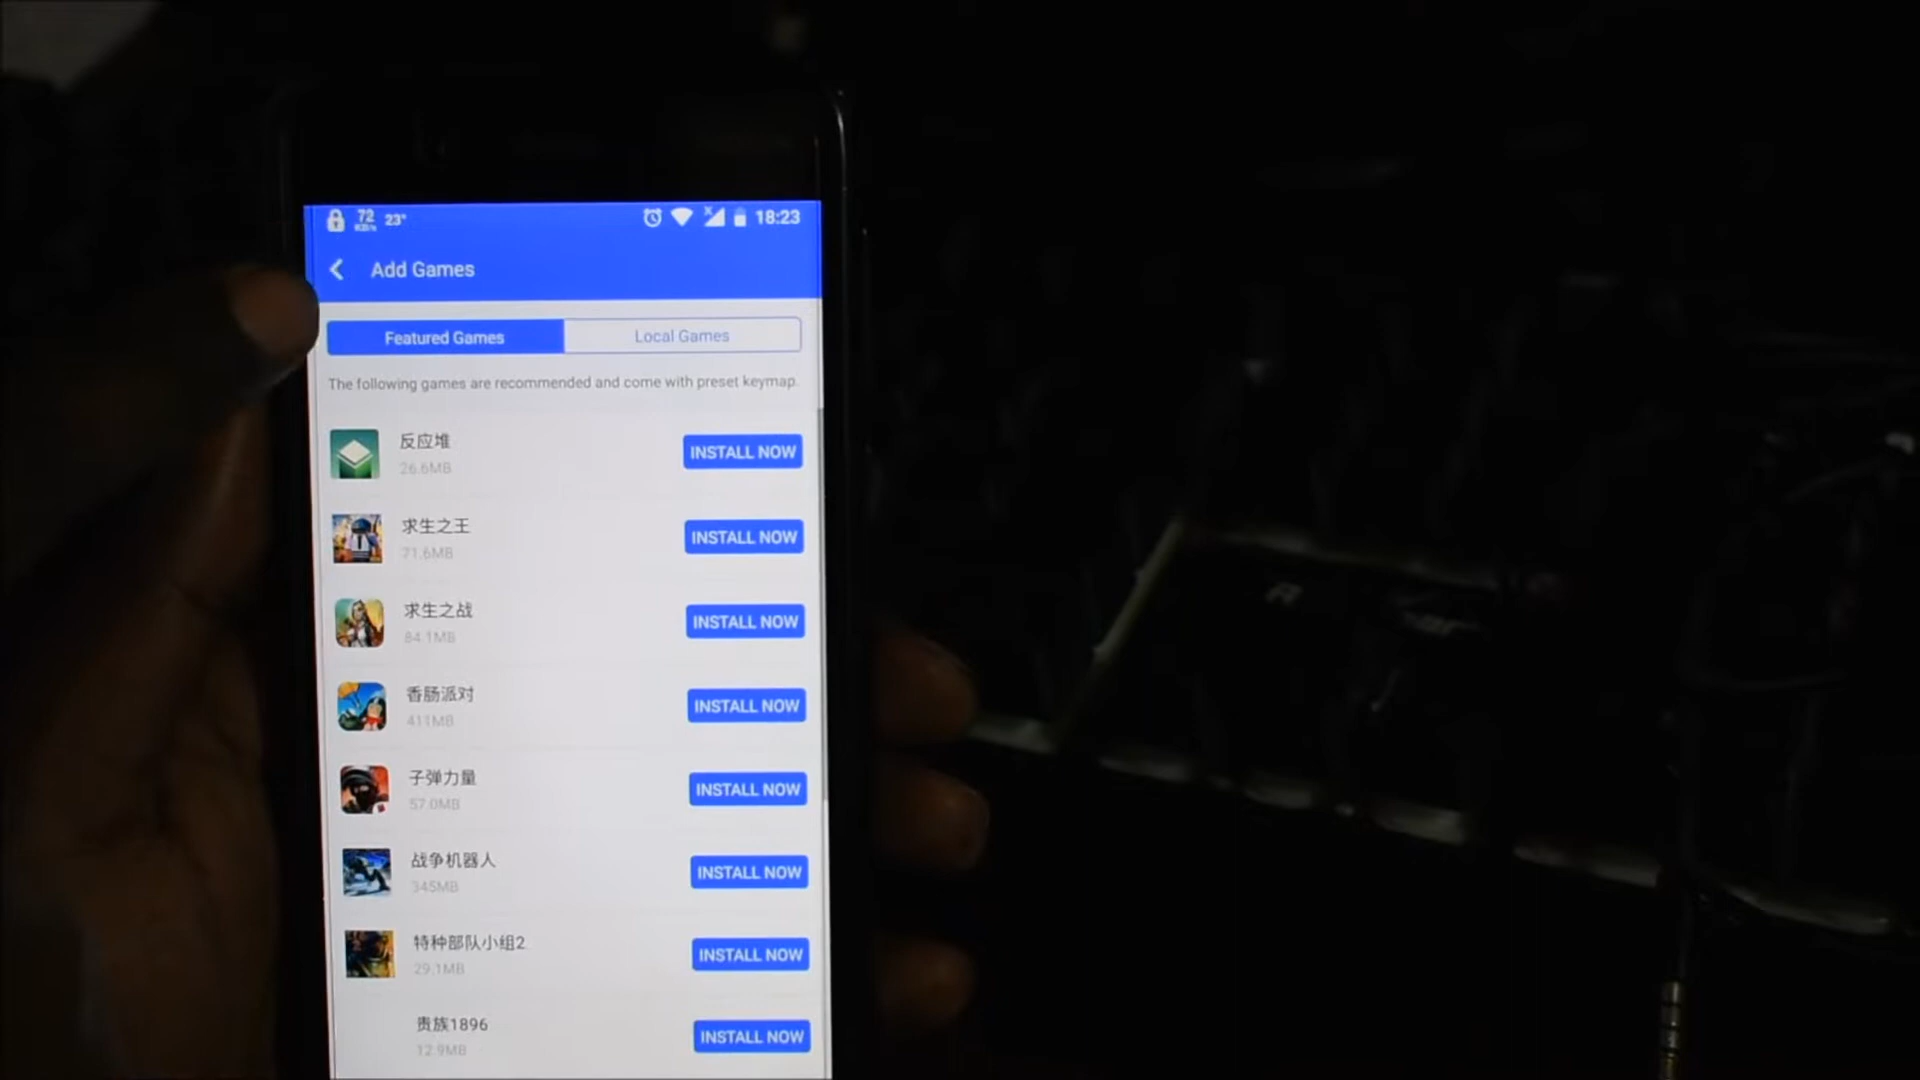 72 23° 18:23
KB/s
Add Games
Featured Games Local Games
The following games are recommended and come with preset keymap.
反应堆
26.6MB
INSTALL NOW
求生之王
71.6MB
INSTALL NOW
求生之战
84.1MB
INSTALL NOW
香肠派对
411MB
INSTALL NOW
子弹力量
57.0MB
INSTALL NOW
战争机器人
345MB
INSTALL NOW
特种部队小组2
29.1MB
INSTALL NOW
贵族1896
12.9MB
INSTALL NOW